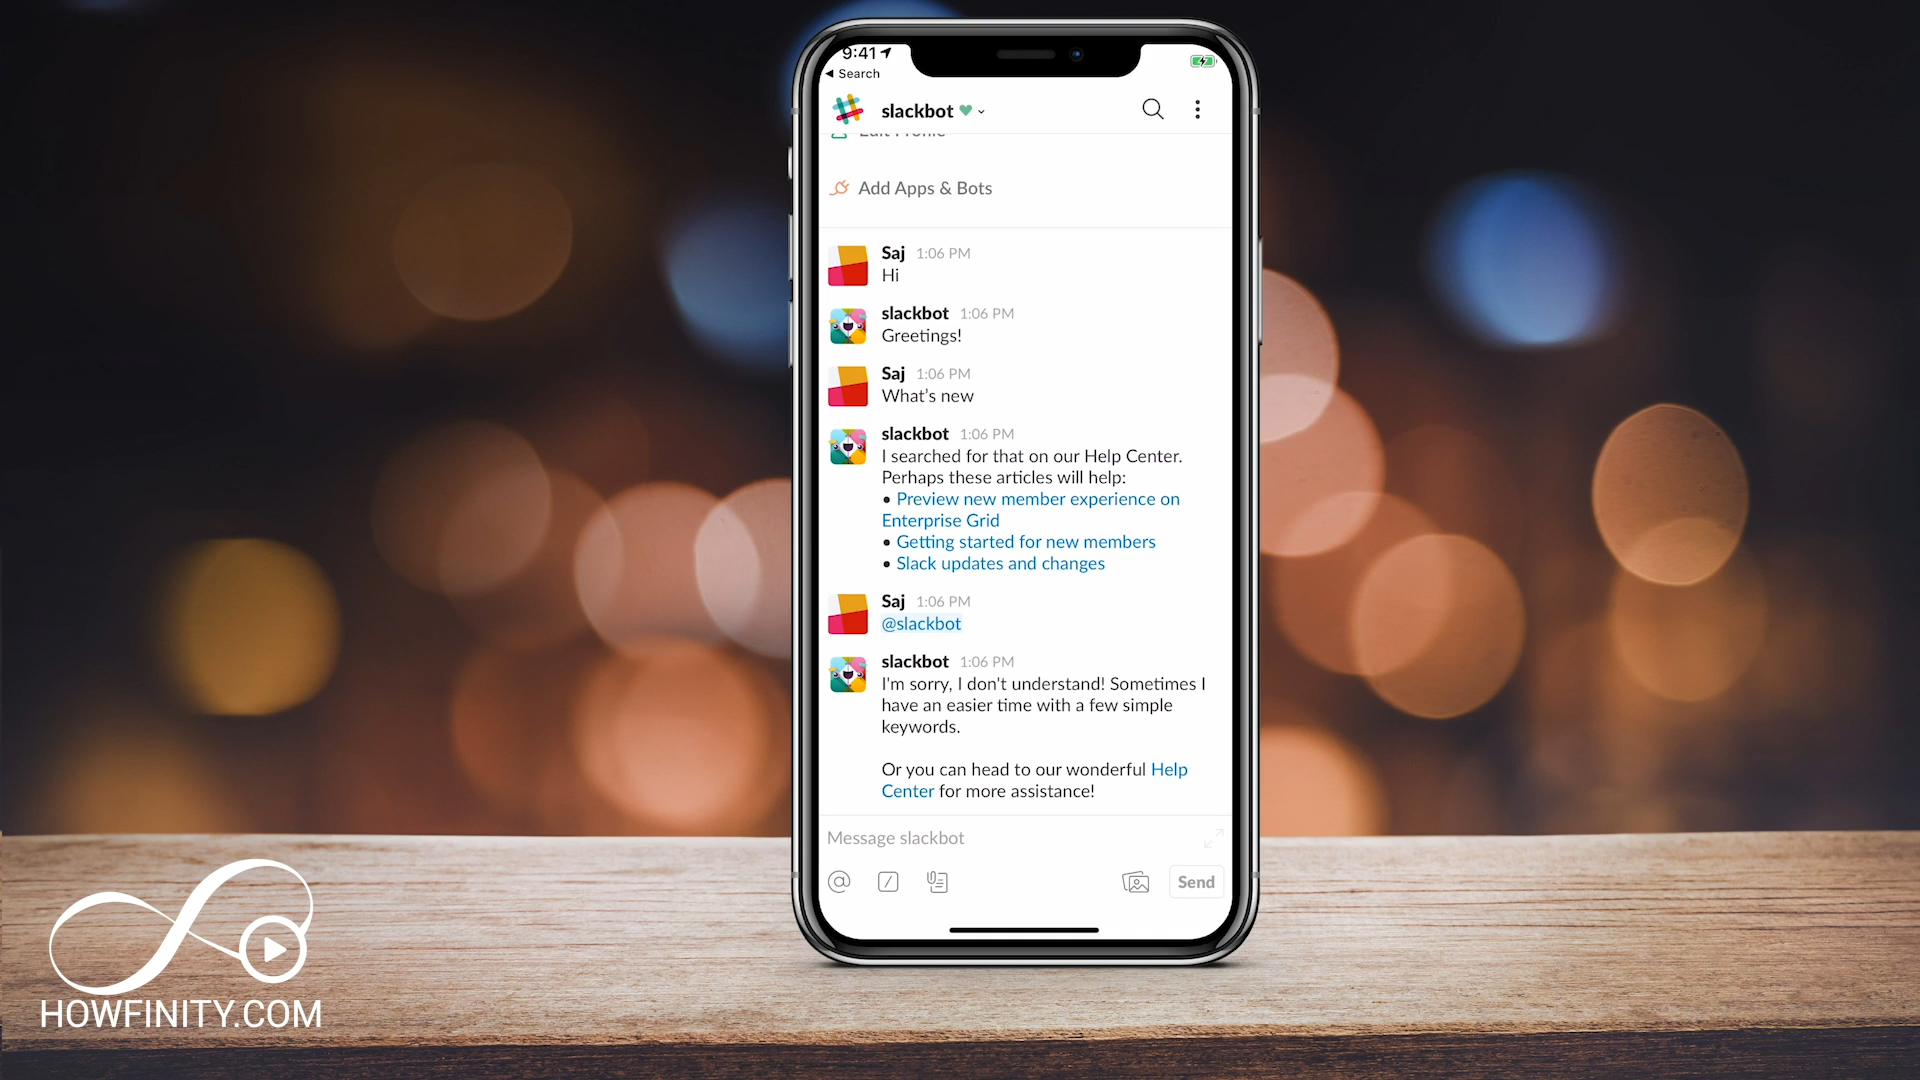 9:41
Search
slackbot
Edit Profile
Add Apps & Bots
Saj 1:06 PM
Hi
slackbot 1:06 PM
Greetings!
Saj 1:06 PM
What's new
slackbot 1:06 PM
I searched for that on our Help Center.
Perhaps these articles will help:
• Preview new member experience on
Enterprise Grid
• Getting started for new members
• Slack updates and changes
Saj 1:06 PM
@slackbot
slackbot 1:06 PM
I'm sorry, I don't understand! Sometimes I
have an easier time with a few simple
keywords.
Or you can head to our wonderful Help
Center for more assistance!
Message slackbot
Send
HOWFINITY.COM